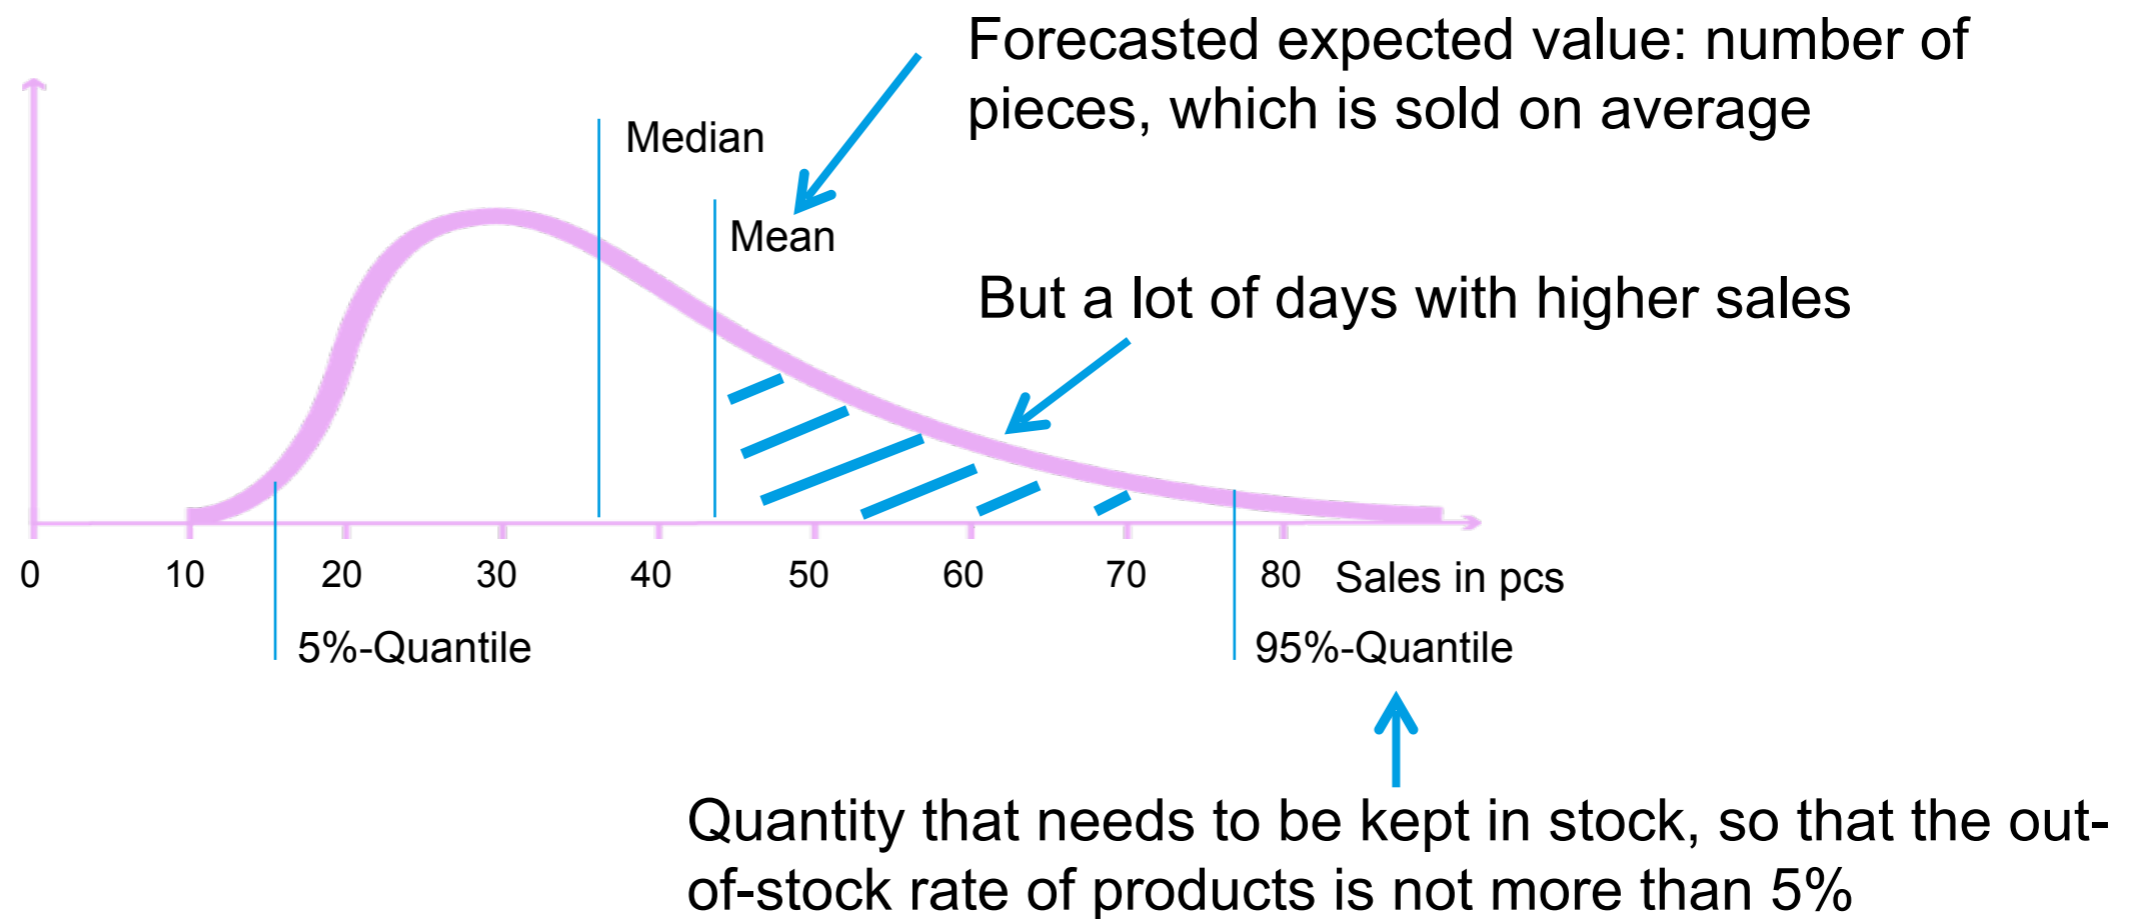 Forecasted expected value: number of
pieces, which is sold on average
Median
Mean
But a lot of days with higher sales
0 10 20 30 40 50 60 70 80 Sales in pcs
5%-Quantile 95%-Quantile
Quantity that needs to be kept in stock, so that the out-
of-stock rate of products is not more than 5%